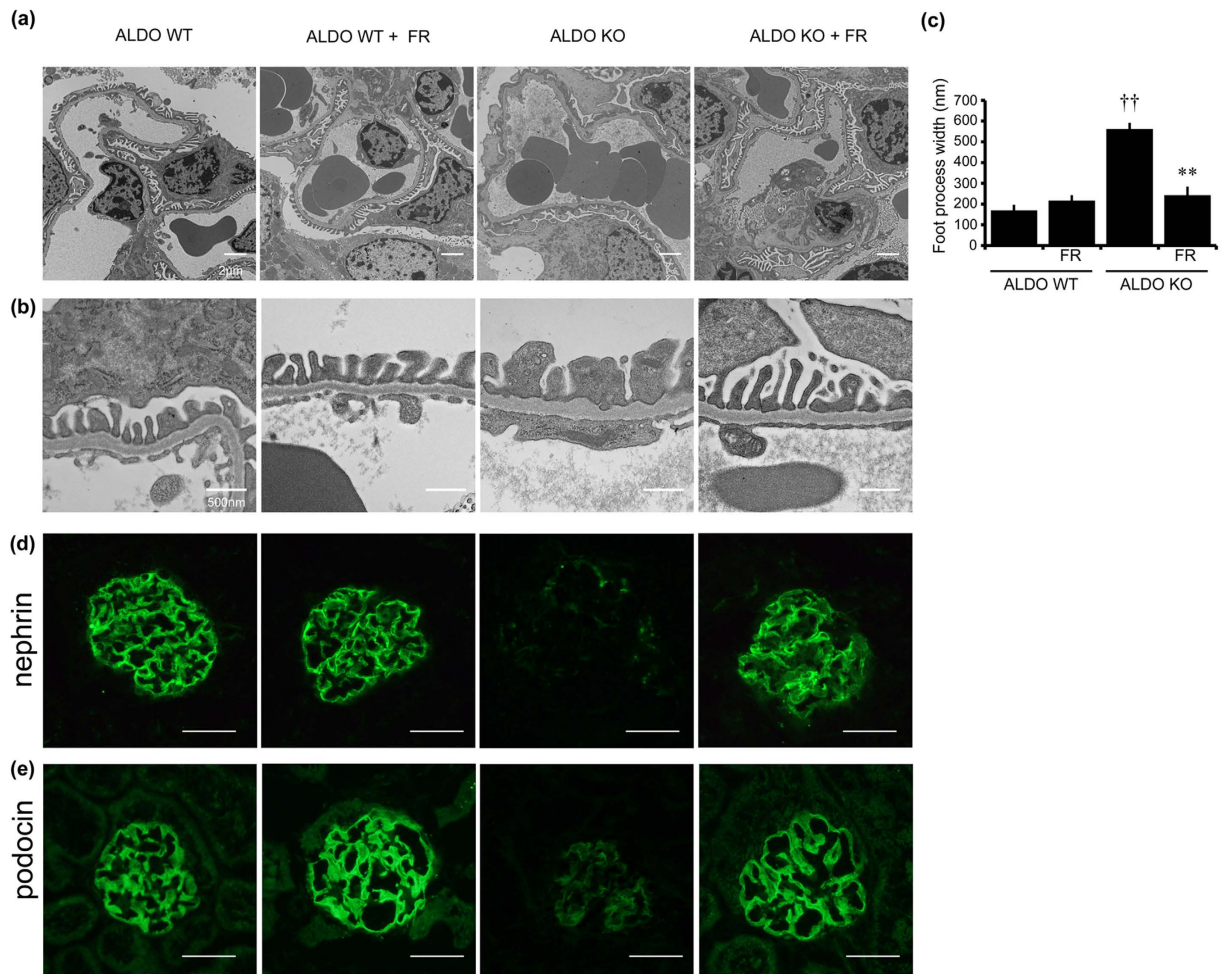 (a)
ALDO WT
ALDO WT + FR
ALDO KO
ALDO KO + FR
2μm
(b)
500nm
(c)
Foot process width (nm)
700
600
500
400
300
200
100
0
††
**
FR
FR
ALDO WT
ALDO KO
(d)
nephrin
(e)
podocin